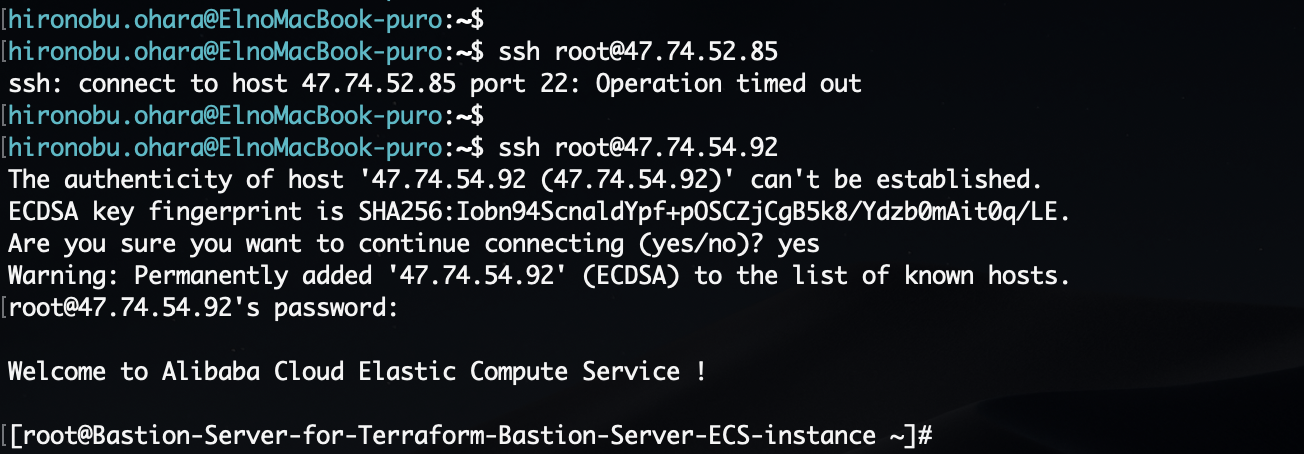 [hironobu.ohara@ElnoMacBook-puro:~$
[hironobu.ohara@ElnoMacBook-puro:~$ ssh root@47.74.52.85
ssh: connect to host 47.74.52.85 port 22: Operation timed out
[hironobu.ohara@ElnoMacBook-puro:~$
[hironobu.ohara@ElnoMacBook-puro:~$ ssh root@47.74.54.92
The authenticity of host '47.74.54.92 (47.74.54.92)' can't be established.
ECDSA key fingerprint is SHA256:Iobn94ScnaldYpf+pOSCZjCgB5k8/Ydzb0mAit0q/LE.
Are you sure you want to continue connecting (yes/no)? yes
Warning: Permanently added '47.74.54.92' (ECDSA) to the list of known hosts.
[root@47.74.54.92's password:
Welcome to Alibaba Cloud Elastic Compute Service !
[[root@Bastion-Server-for-Terraform-Bastion-Server-ECS-instance ~]#